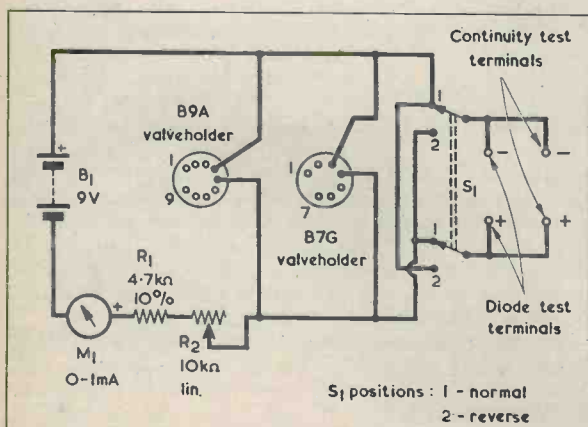 Continuity test
terminals
B9A
valveholder
1
9
1
7
B7G
valveholder
1
2
S1
1
2
−
−
+
+
+
B1
9V
R1
4·7kΩ
10%
+
M1
0-1mA
R2
10kΩ
lin.
Diode test
terminals
S1 positions : 1 - normal
2 - reverse